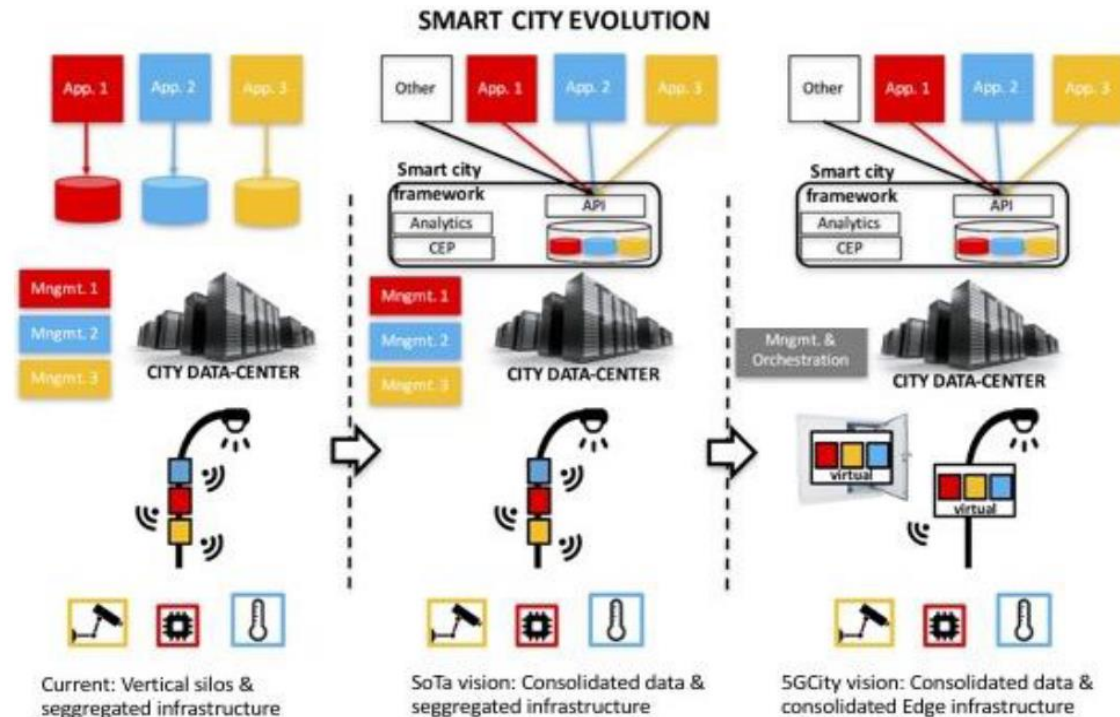 SMART CITY EVOLUTION
App. 1
App. 2
App. 3
Mngmt. 1
Mngmt. 2
Mngmt. 3
CITY DATA-CENTER
Current: Vertical silos &
seggregated infrastructure
Other
App. 1
App. 2
App. 3
Smart city
framework
API
Analytics
CEP
Mngmt. 1
Mngmt. 2
Mngmt. 3
CITY DATA-CENTER
SoTa vision: Consolidated data &
seggregated infrastructure
Other
App. 1
App. 2
App. 3
Smart city
framework
API
Analytics
CEP
Mngmt. &
Orchestration
CITY DATA-CENTER
virtual
virtual
5GCity vision: Consolidated data &
consolidated Edge infrastructure